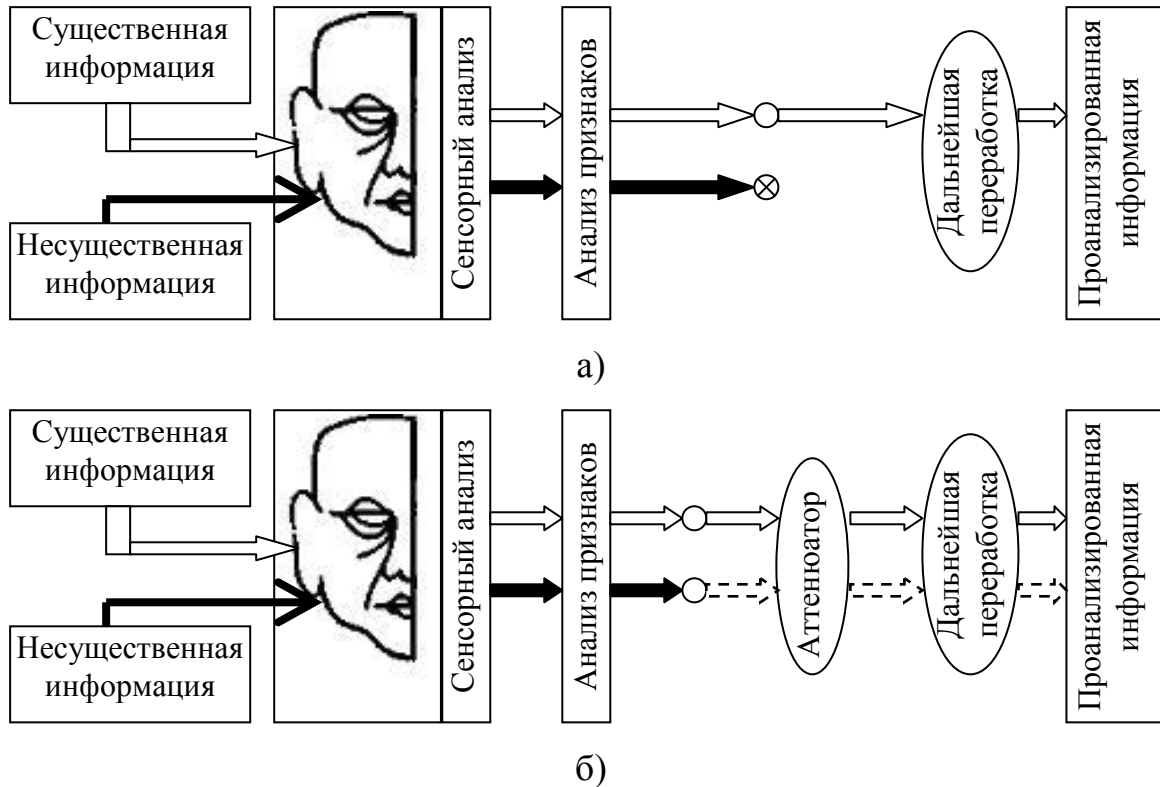 Существенная
информация
Несущественная
информация
Сенсорный анализ
Анализ признаков
Дальнейшая
переработка
Проанализированная
информация
а)
Существенная
информация
Несущественная
информация
Сенсорный анализ
Анализ признаков
Аттенюатор
Дальнейшая
переработка
Проанализированная
информация
б)